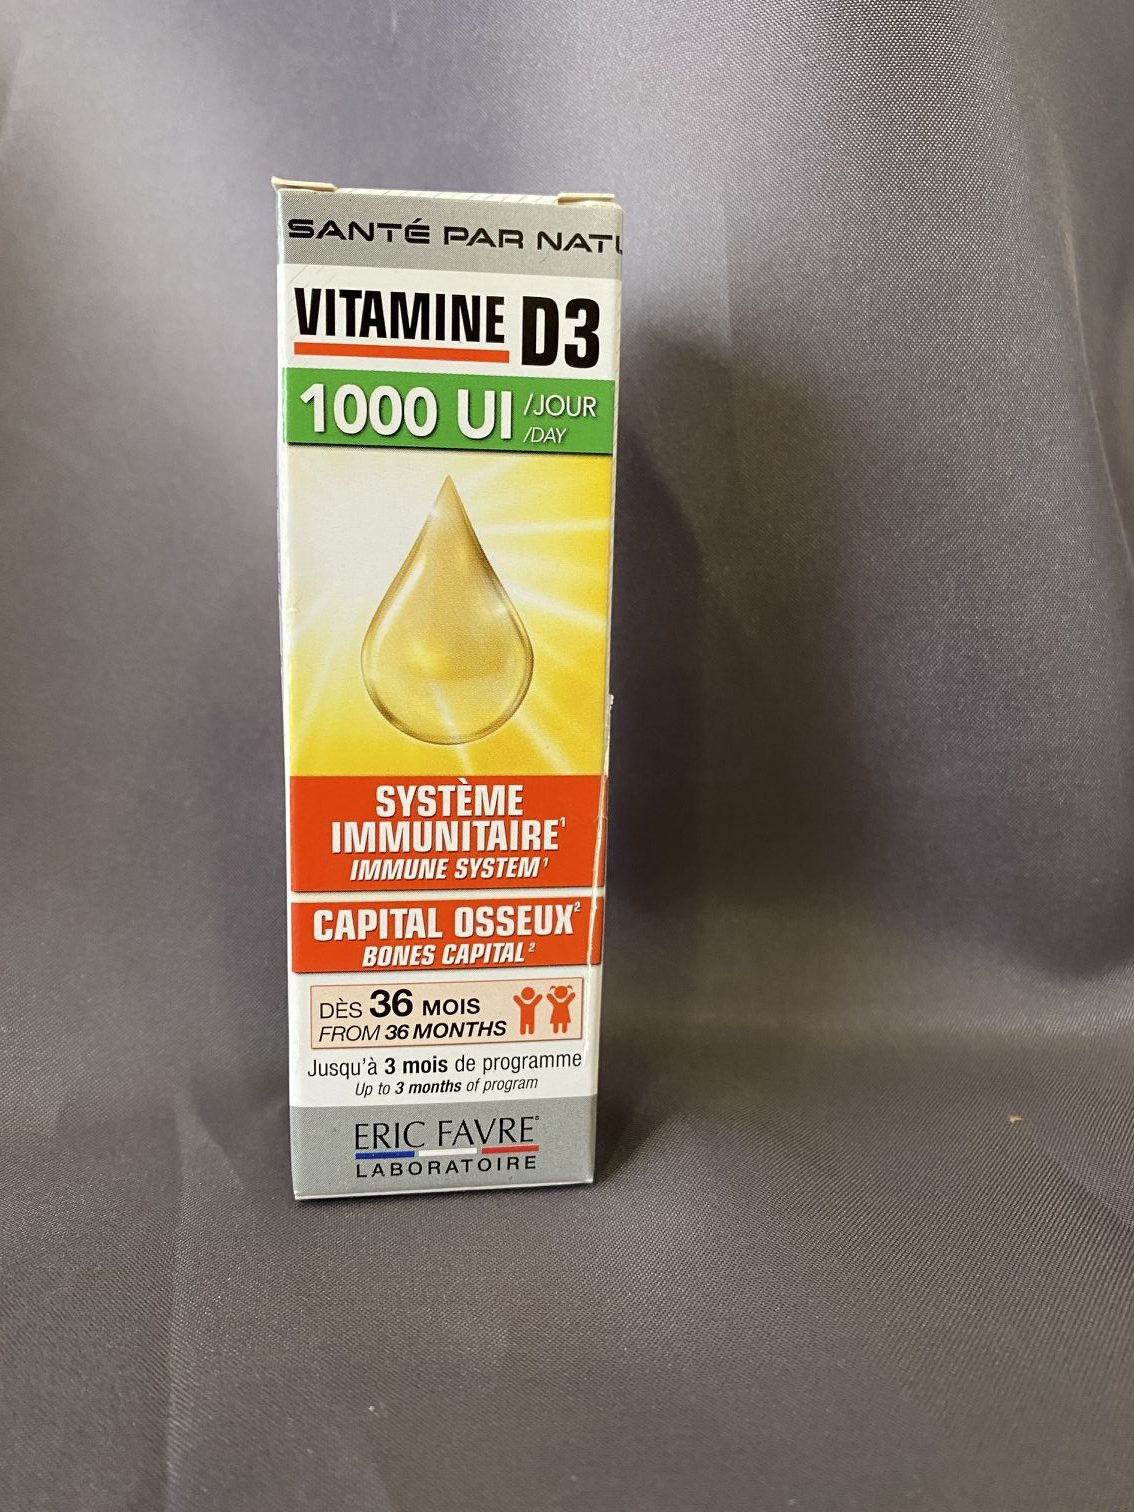 SANTÉ PAR
VITAMINE D3
1000 UI /JOUR
/DAY
SYSTÈME
IMMUNITAIRE¹
IMMUNE SYSTEM¹
CAPITAL OSSEUX²
BONES CAPITAL²
DÈS 36 MOIS
FROM 36 MONTHS
Jusqu'à 3 mois de programme
Up to 3 months of program
ERIC FAVRE®
LABORATOIRE